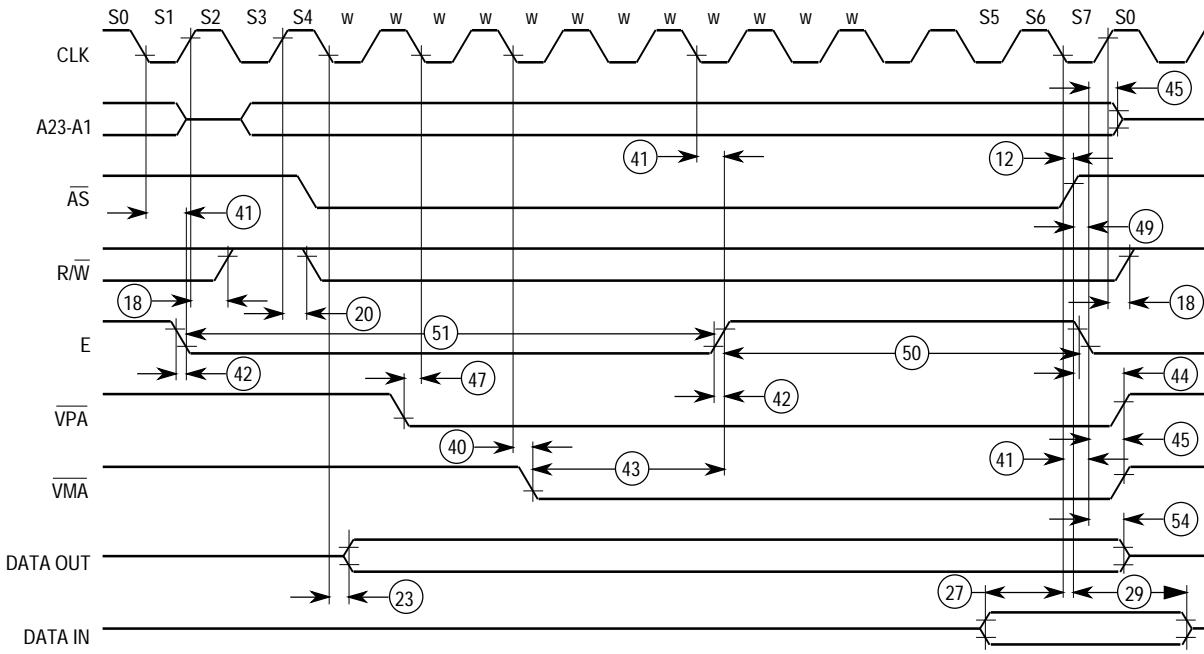 S0 S1 S2 S3 S4 w w w w w w w w w w w w S5 S6 S7 S0
CLK
45
A23-A1
41 12
AS
41
49
R/W
18 20 18
E
51
50
42 47 42 44
VPA
40 45
43 41
VMA
54
DATA OUT
23 27 29
DATA IN